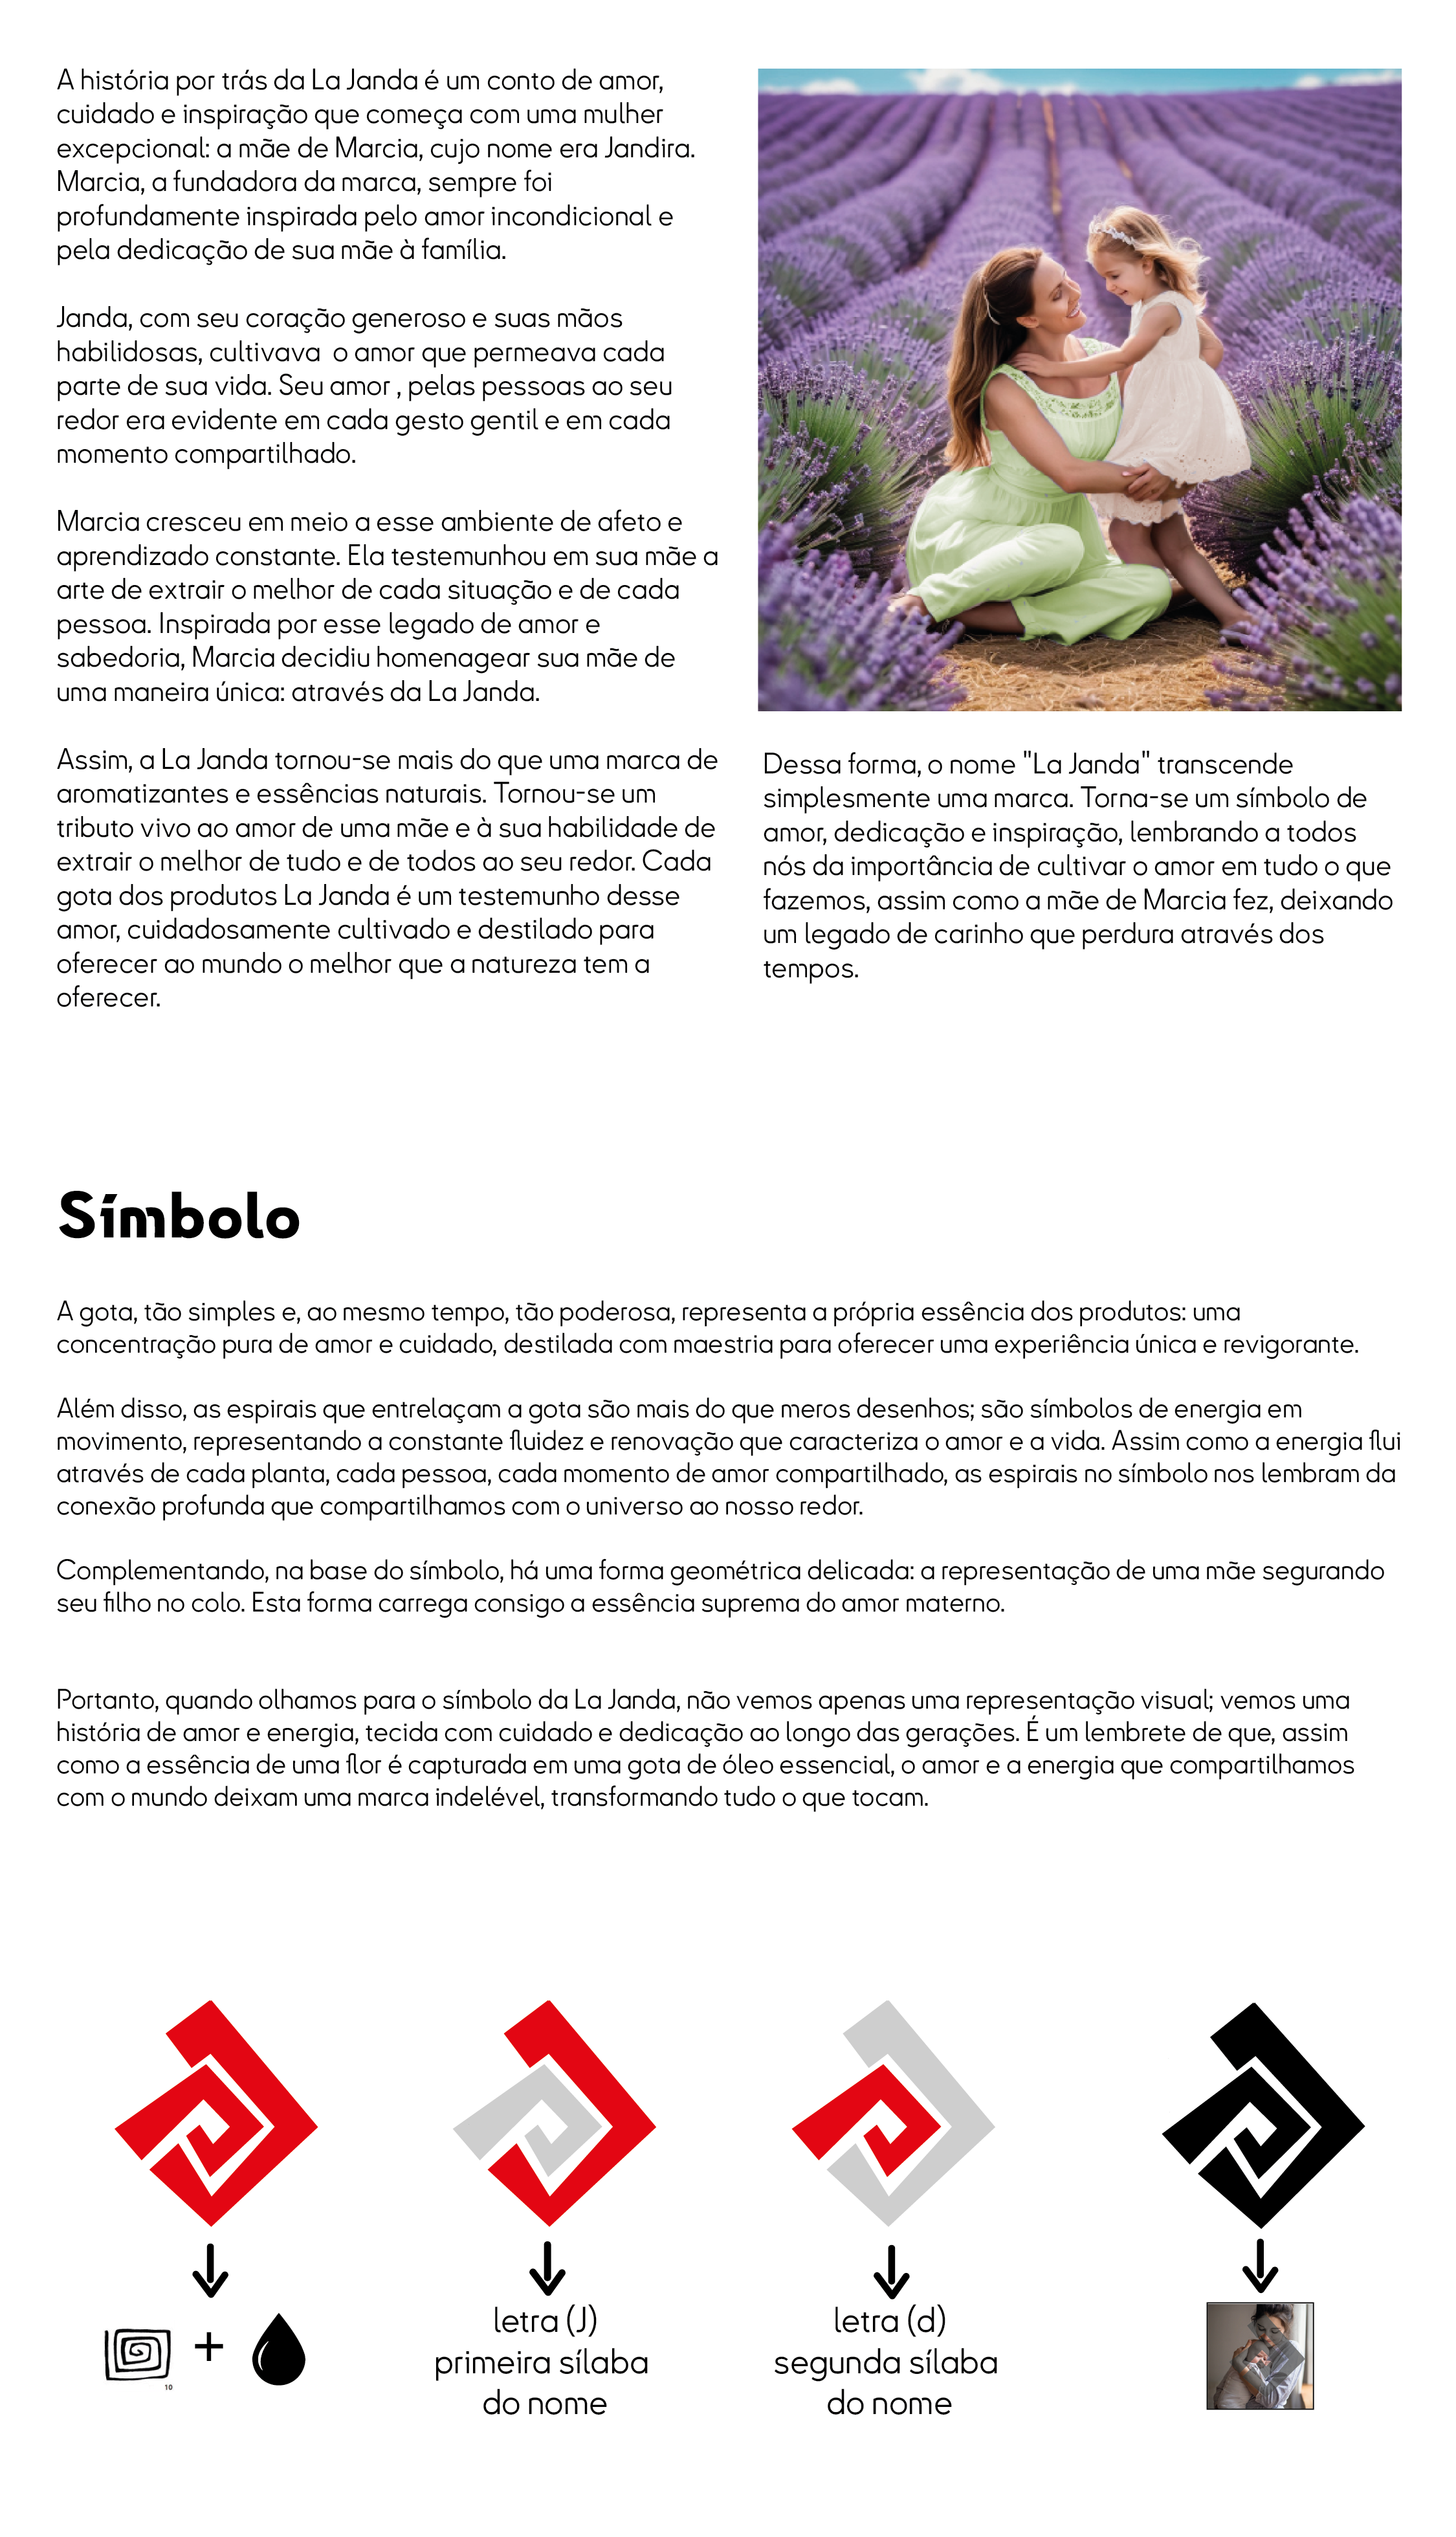 A história por trás da La Janda é um conto de amor,
cuidado e inspiração que começa com uma mulher
excepcional: a mãe de Marcia, cujo nome era Jandira.
Marcia, a fundadora da marca, sempre foi
profundamente inspirada pelo amor incondicional e
pela dedicação de sua mãe à família.
Janda, com seu coração generoso e suas mãos
habilidosas, cultivava  o amor que permeava cada
parte de sua vida. Seu amor , pelas pessoas ao seu
redor era evidente em cada gesto gentil e em cada
momento compartilhado.
Marcia cresceu em meio a esse ambiente de afeto e
aprendizado constante. Ela testemunhou em sua mãe a
arte de extrair o melhor de cada situação e de cada
pessoa. Inspirada por esse legado de amor e
sabedoria, Marcia decidiu homenagear sua mãe de
uma maneira única: através da La Janda.
Assim, a La Janda tornou-se mais do que uma marca de
aromatizantes e essências naturais. Tornou-se um
tributo vivo ao amor de uma mãe e à sua habilidade de
extrair o melhor de tudo e de todos ao seu redor. Cada
gota dos produtos La Janda é um testemunho desse
amor, cuidadosamente cultivado e destilado para
oferecer ao mundo o melhor que a natureza tem a
oferecer.
Dessa forma, o nome "La Janda" transcende
simplesmente uma marca. Torna-se um símbolo de
amor, dedicação e inspiração, lembrando a todos
nós da importância de cultivar o amor em tudo o que
fazemos, assim como a mãe de Marcia fez, deixando
um legado de carinho que perdura através dos
tempos.
Símbolo
A gota, tão simples e, ao mesmo tempo, tão poderosa, representa a própria essência dos produtos: uma
concentração pura de amor e cuidado, destilada com maestria para oferecer uma experiência única e revigorante.
Além disso, as espirais que entrelaçam a gota são mais do que meros desenhos; são símbolos de energia em
movimento, representando a constante fluidez e renovação que caracteriza o amor e a vida. Assim como a energia flui
através de cada planta, cada pessoa, cada momento de amor compartilhado, as espirais no símbolo nos lembram da
conexão profunda que compartilhamos com o universo ao nosso redor.
Complementando, na base do símbolo, há uma forma geométrica delicada: a representação de uma mãe segurando
seu filho no colo. Esta forma carrega consigo a essência suprema do amor materno.
Portanto, quando olhamos para o símbolo da La Janda, não vemos apenas uma representação visual; vemos uma
história de amor e energia, tecida com cuidado e dedicação ao longo das gerações. É um lembrete de que, assim
como a essência de uma flor é capturada em uma gota de óleo essencial, o amor e a energia que compartilhamos
com o mundo deixam uma marca indelével, transformando tudo o que tocam.
+
10
letra (J)
primeira sílaba
do nome
letra (d)
segunda sílaba
do nome